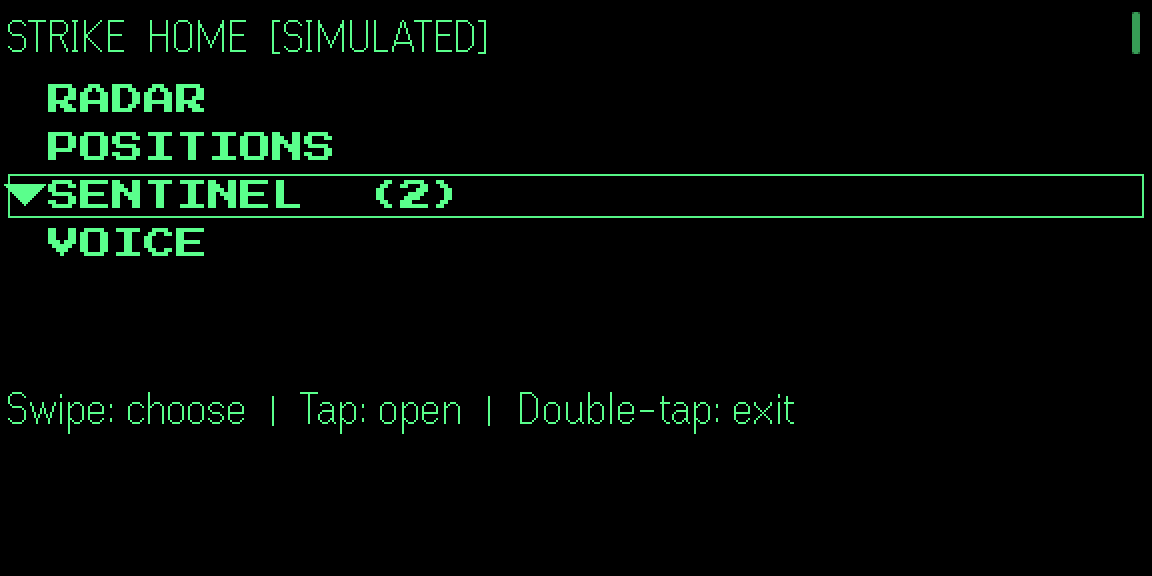 STRIKE HOME [SIMULATED]
RADAR
POSITIONS
SENTINEL (2)
VOICE
Swipe: choose | Tap: open | Double-tap: exit